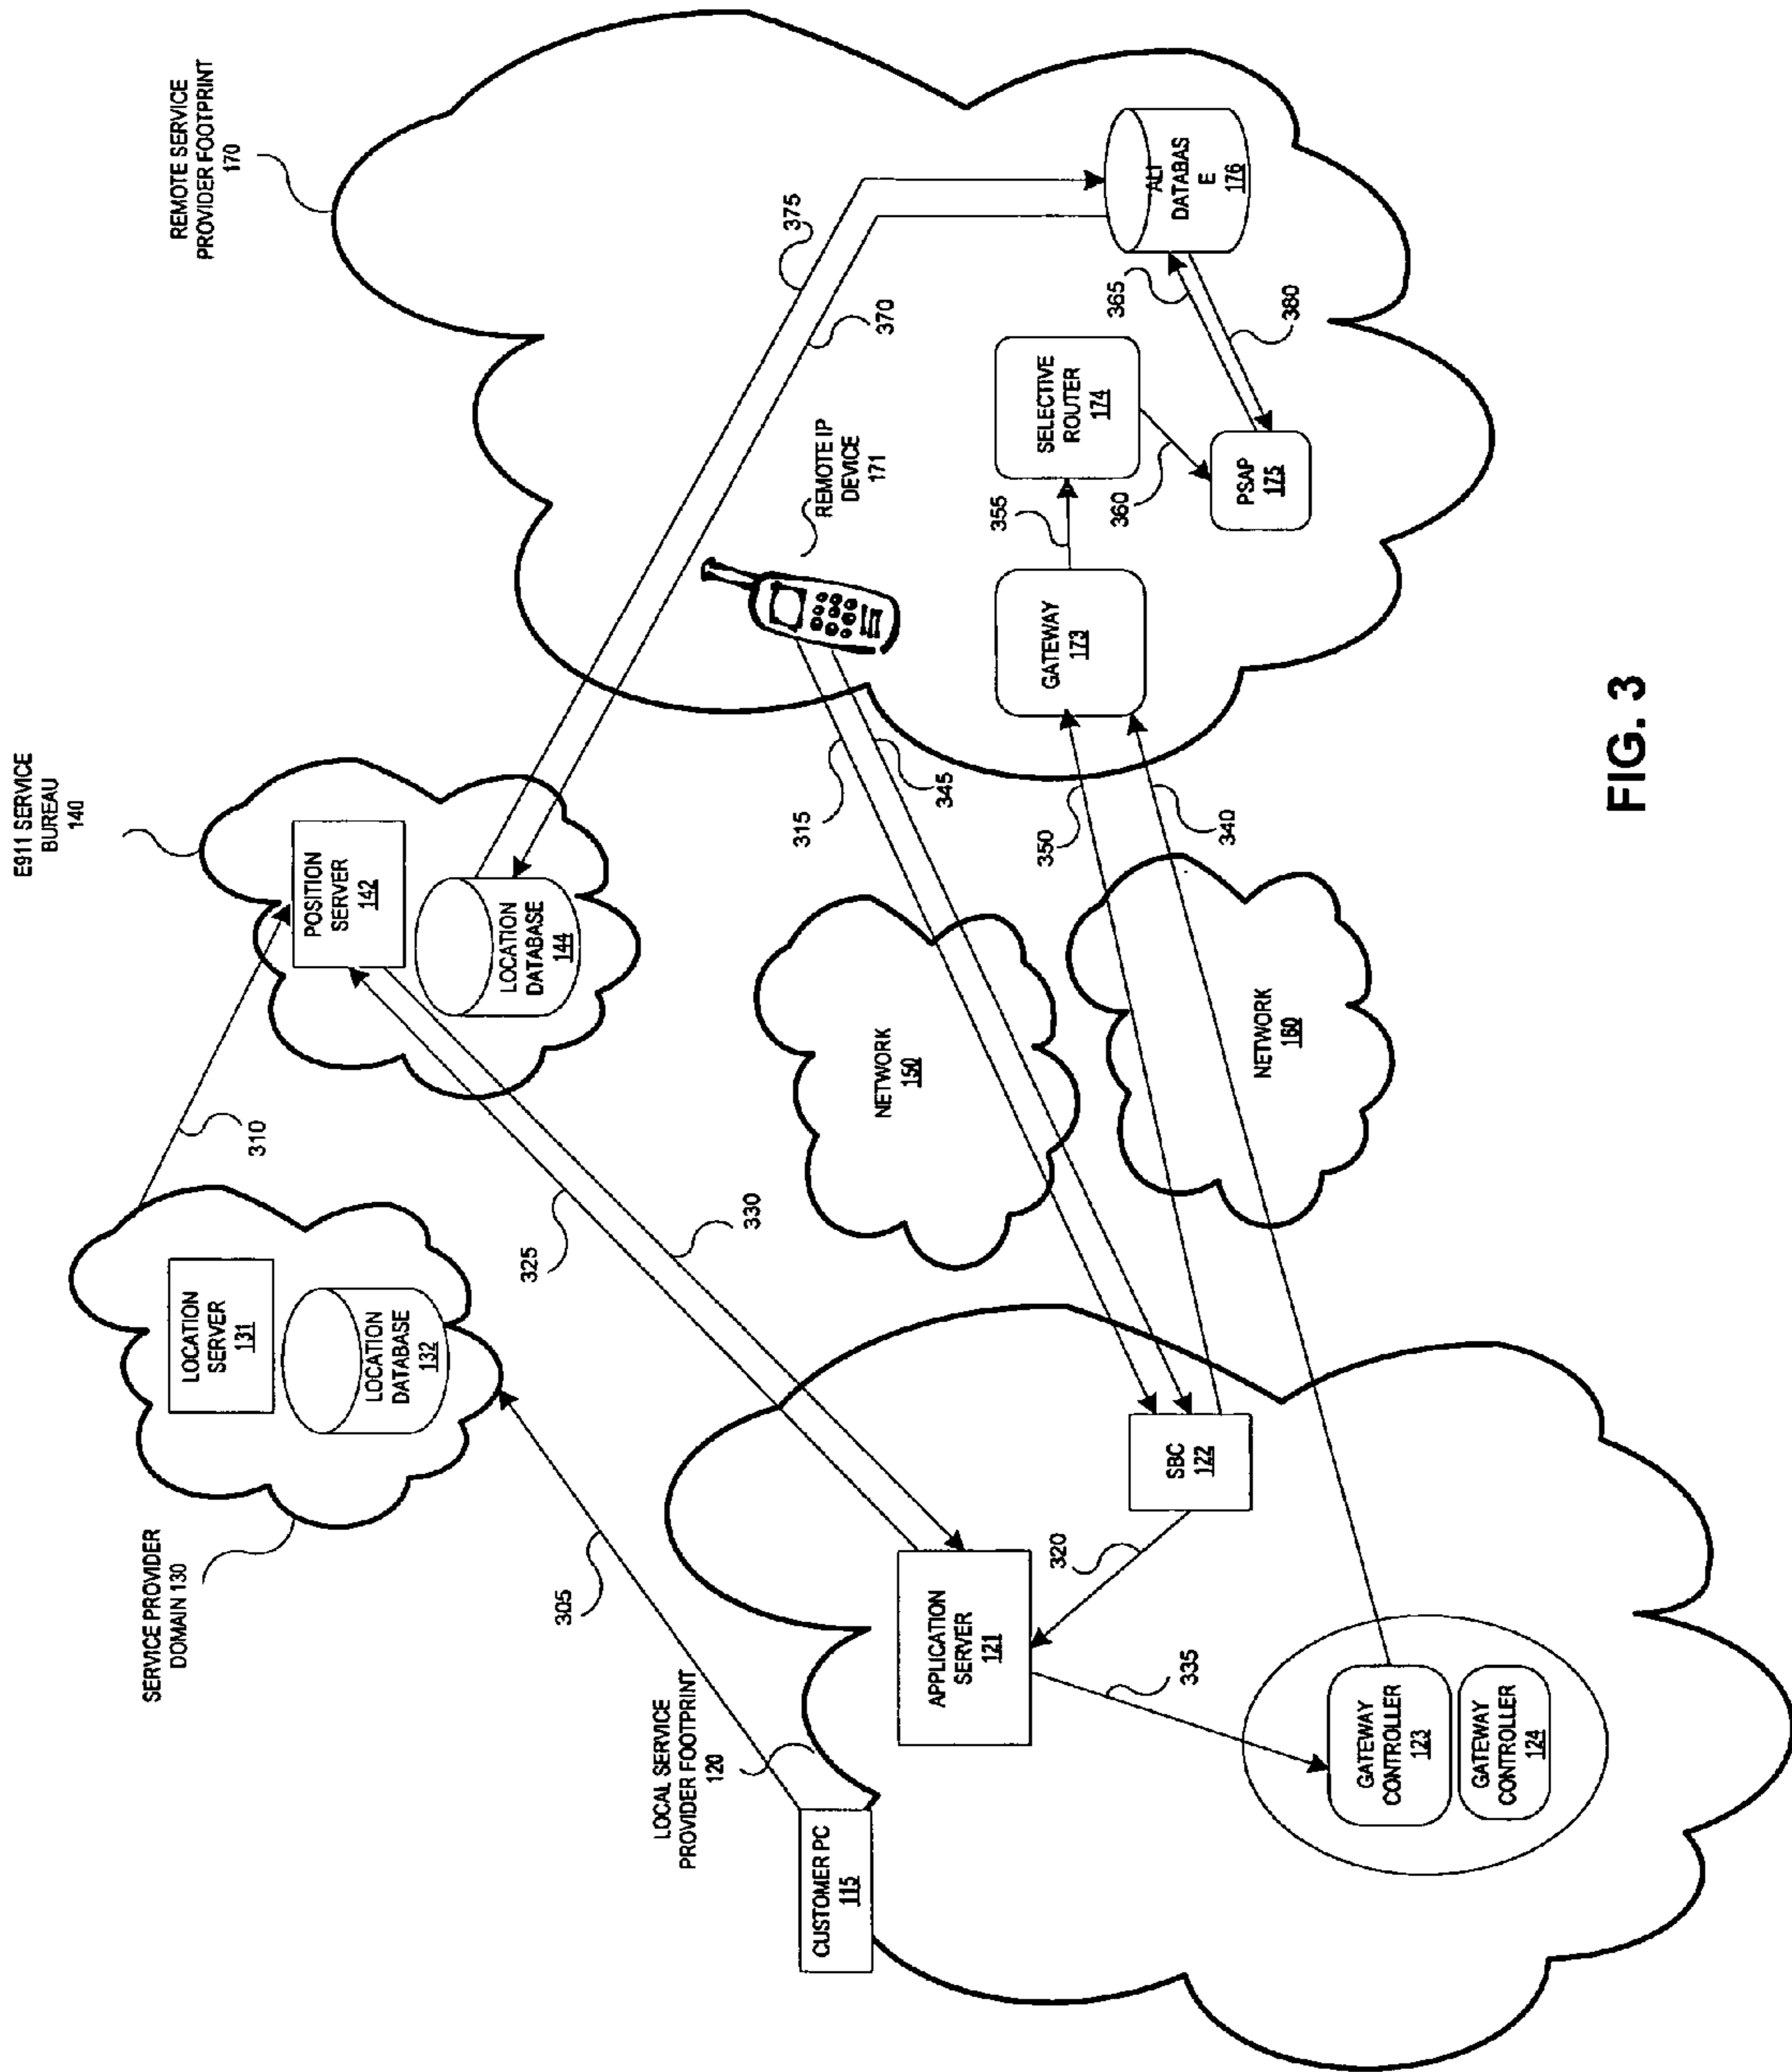 E911 SERVICE
BUREAU
140
REMOTE SERVICE
PROVIDER FOOTPRINT
170
SERVICE PROVIDER
DOMAIN 130
LOCATION
SERVER
131
LOCATION
DATABASE
132
310
POSITION
SERVER
142
LOCATION
DATABASE
144
375
370
305
325
330
REMOTE IP
DEVICE
171
315
345
LOCAL SERVICE
PROVIDER FOOTPRINT
120
CUSTOMER PC
115
APPLICATION
SERVER
121
320
SBC
122
NETWORK
150
350
340
NETWORK
160
335
GATEWAY
CONTROLLER
123
GATEWAY
CONTROLLER
124
GATEWAY
173
355
SELECTIVE
ROUTER
174
360
PSAP
175
365
380
ALI
DATABAS
E
176
FIG. 3